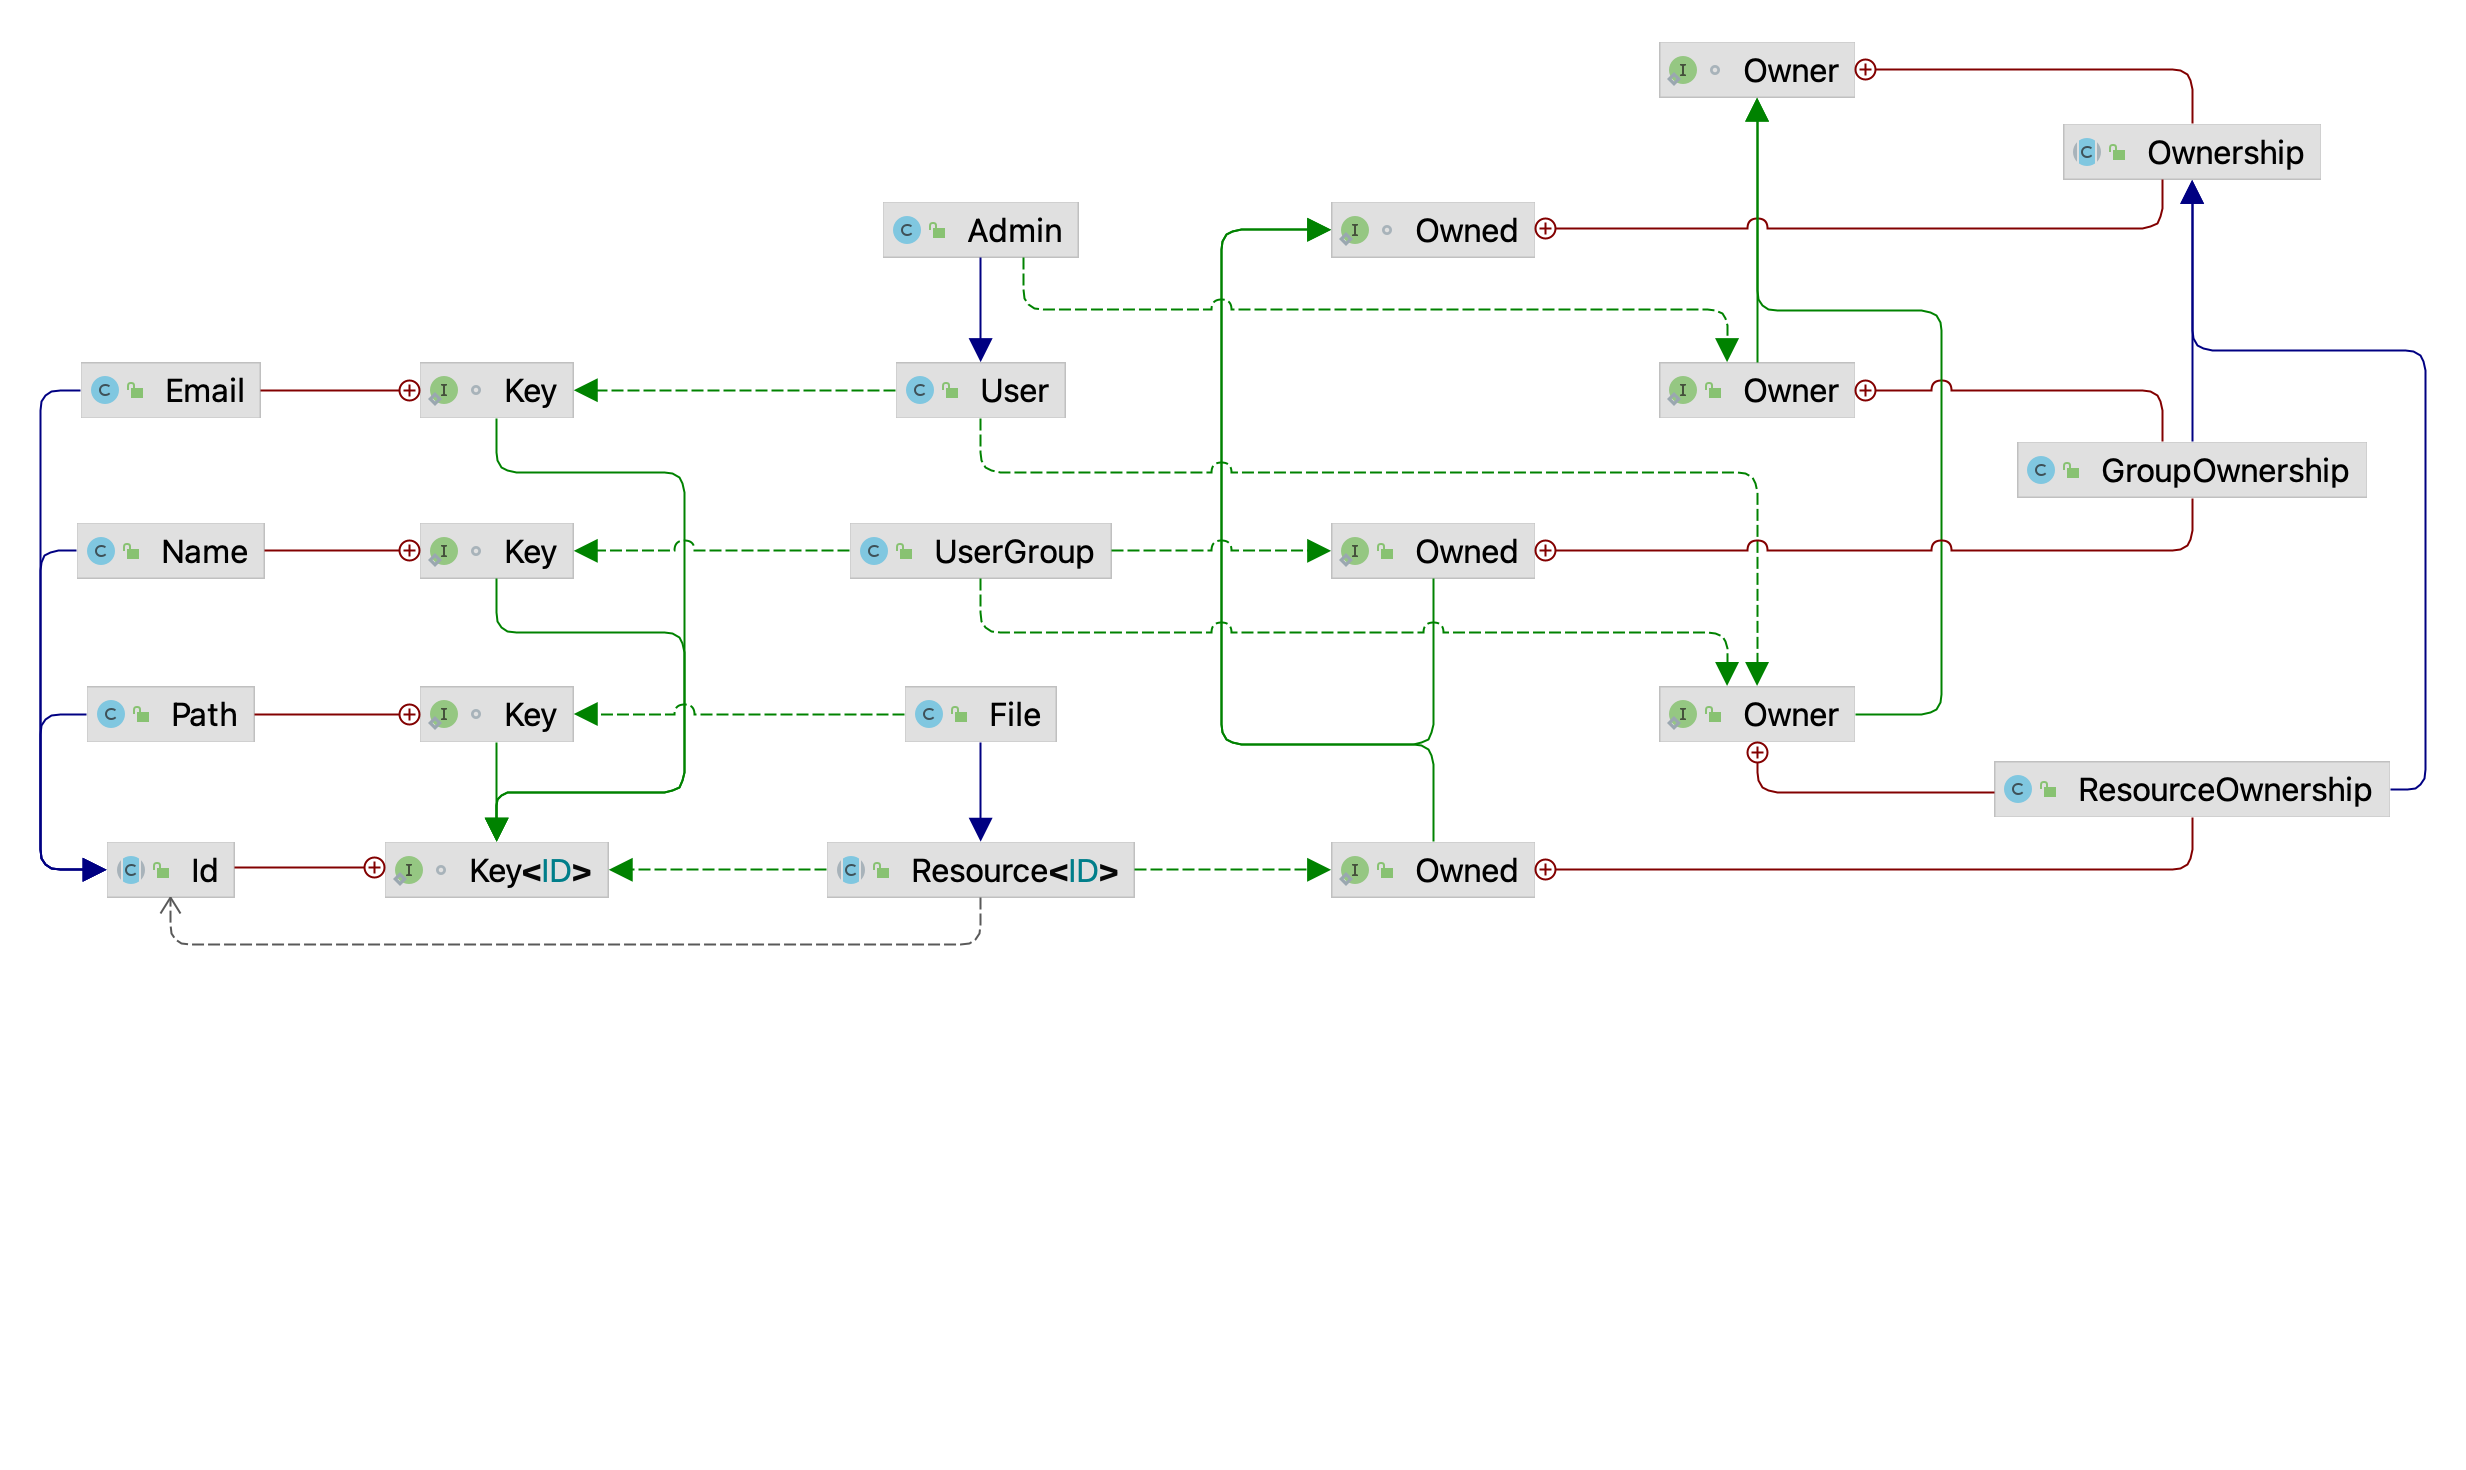 Owner
Ownership
Admin
Owned
Email
Key
User
Owner
GroupOwnership
Name
Key
UserGroup
Owned
Path
Key
File
Owner
ResourceOwnership
Id
Key<ID>
Resource<ID>
Owned